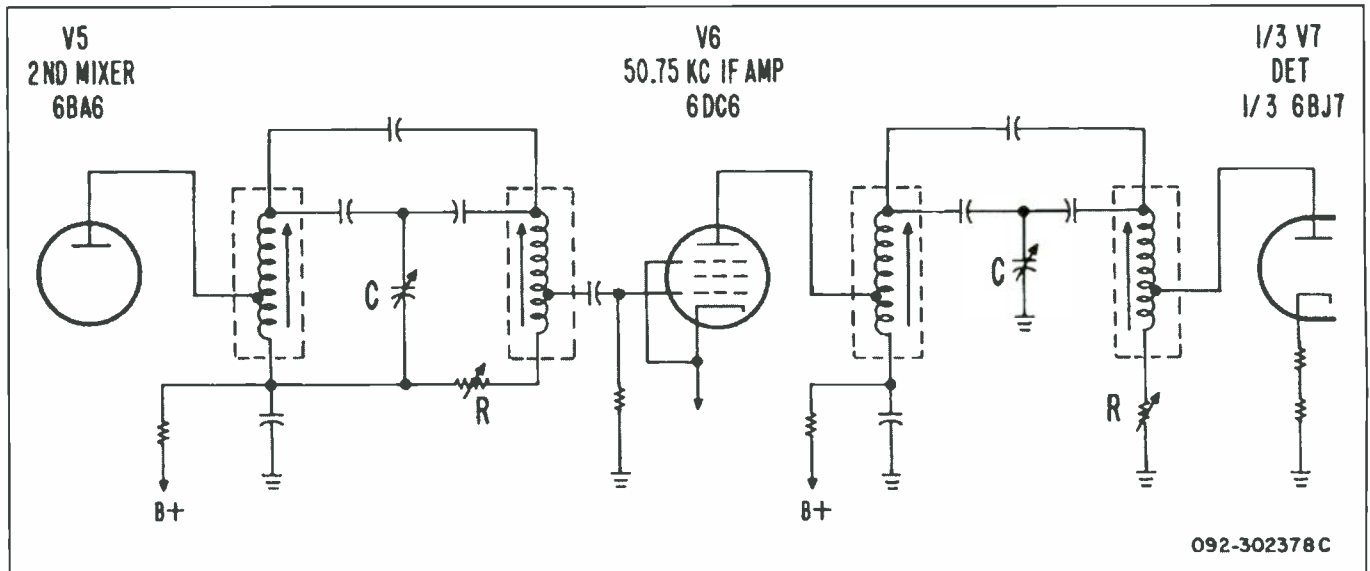 V5
2ND MIXER
6BA6
V6
50.75 KC IF AMP
6DC6
1/3 V7
DET
1/3 6BJ7
C
R
B+
C
R
B+
092-302378C